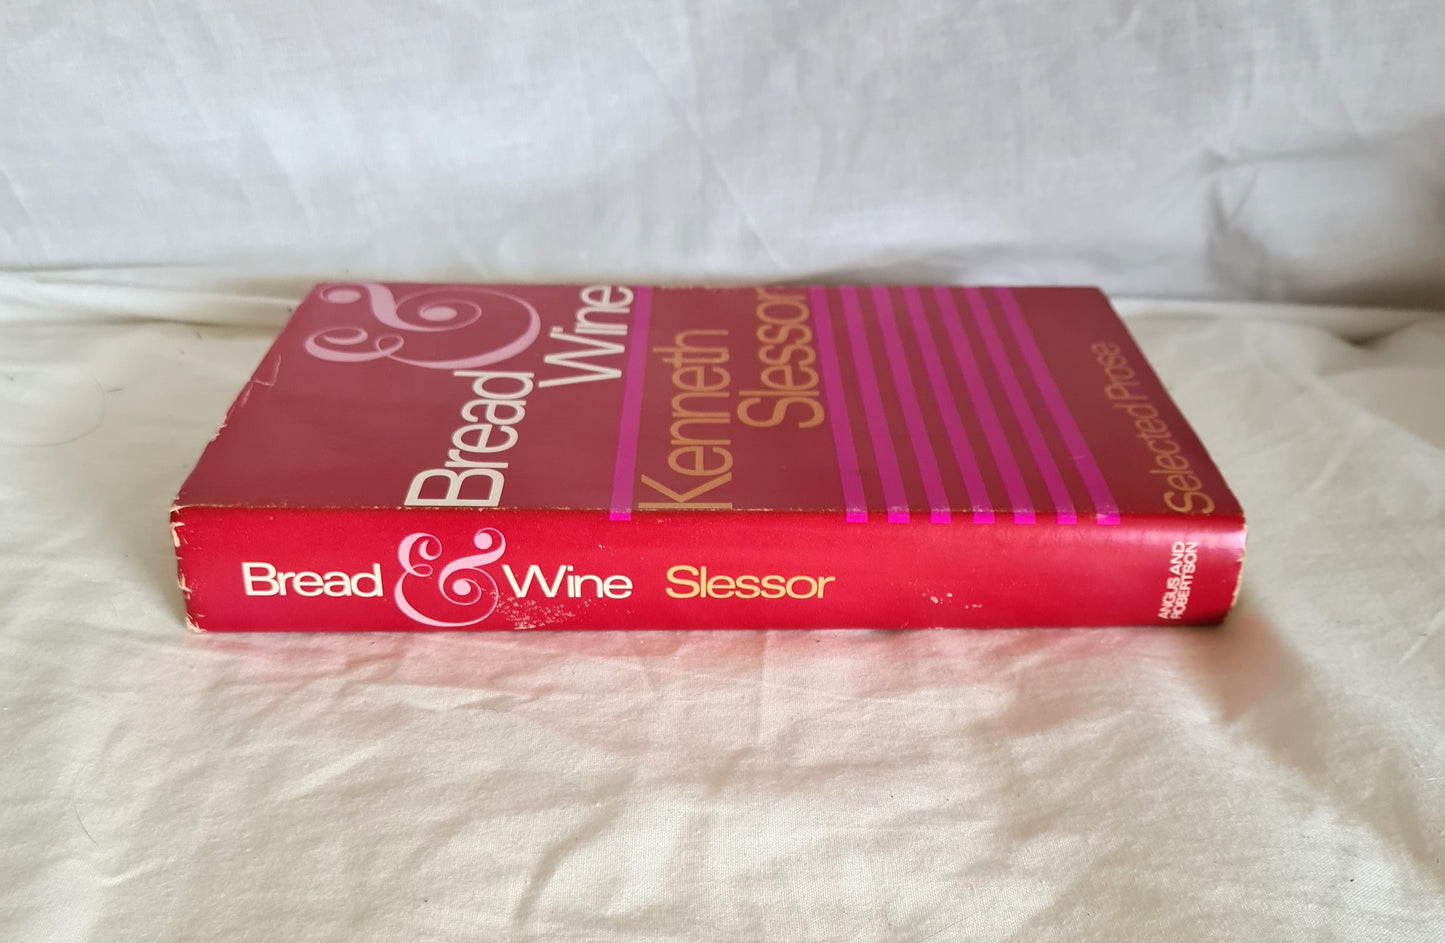 &
Bread
Wine
Kenneth
Slessor
Selected Prose
Bread & Wine Slessor
ANGUS AND
ROBERTSON